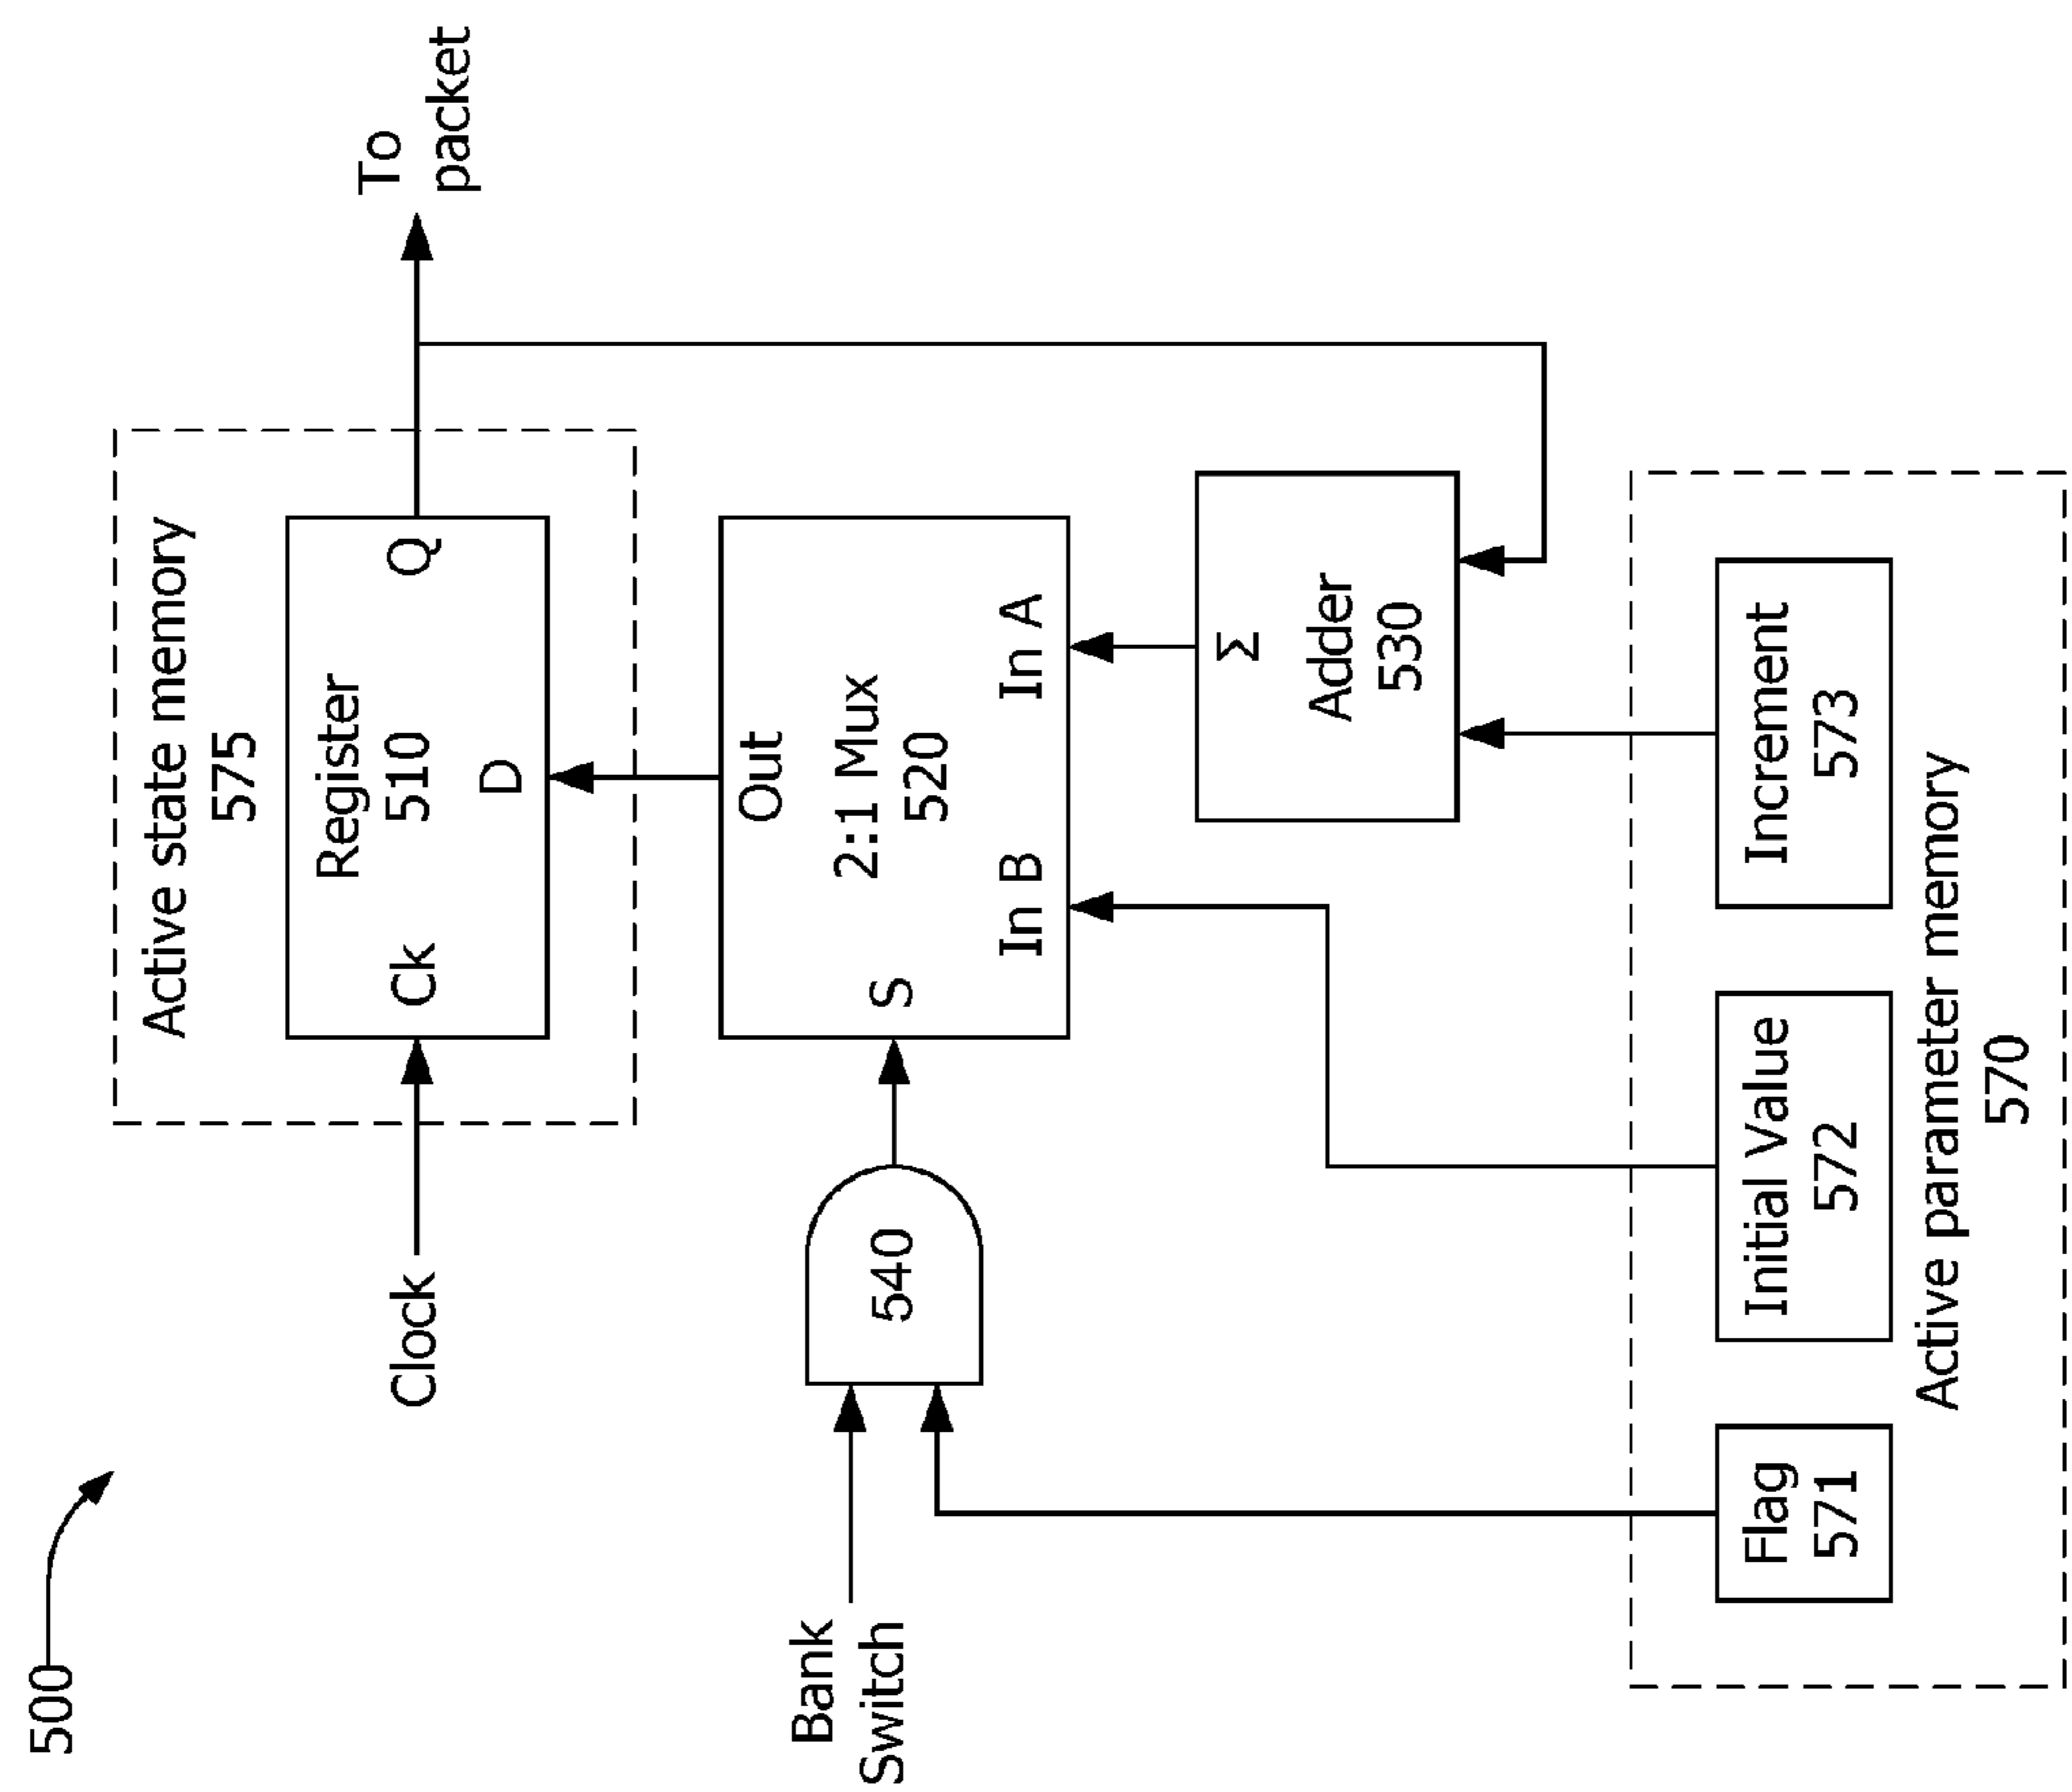 500
Active state memory
575
Clock
Ck
Register
510
D
Q
To
packet
Bank
Switch
540
S
Out
2:1 Mux
520
In B
In A
Σ
Adder
530
Flag
571
Initial Value
572
Increment
573
Active parameter memory
570